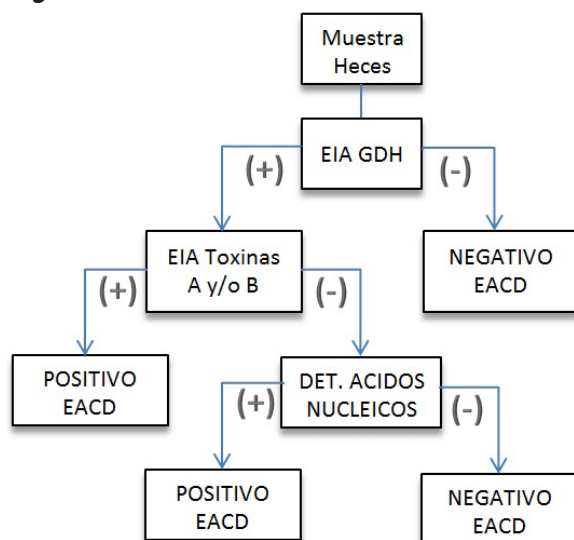 Muestra
Heces
EIA GDH
(+)
(-)
EIA Toxinas
A y/o B
NEGATIVO
EACD
(+)
(-)
POSITIVO
EACD
DET. ACIDOS
NUCLEICOS
(+)
(-)
POSITIVO
EACD
NEGATIVO
EACD